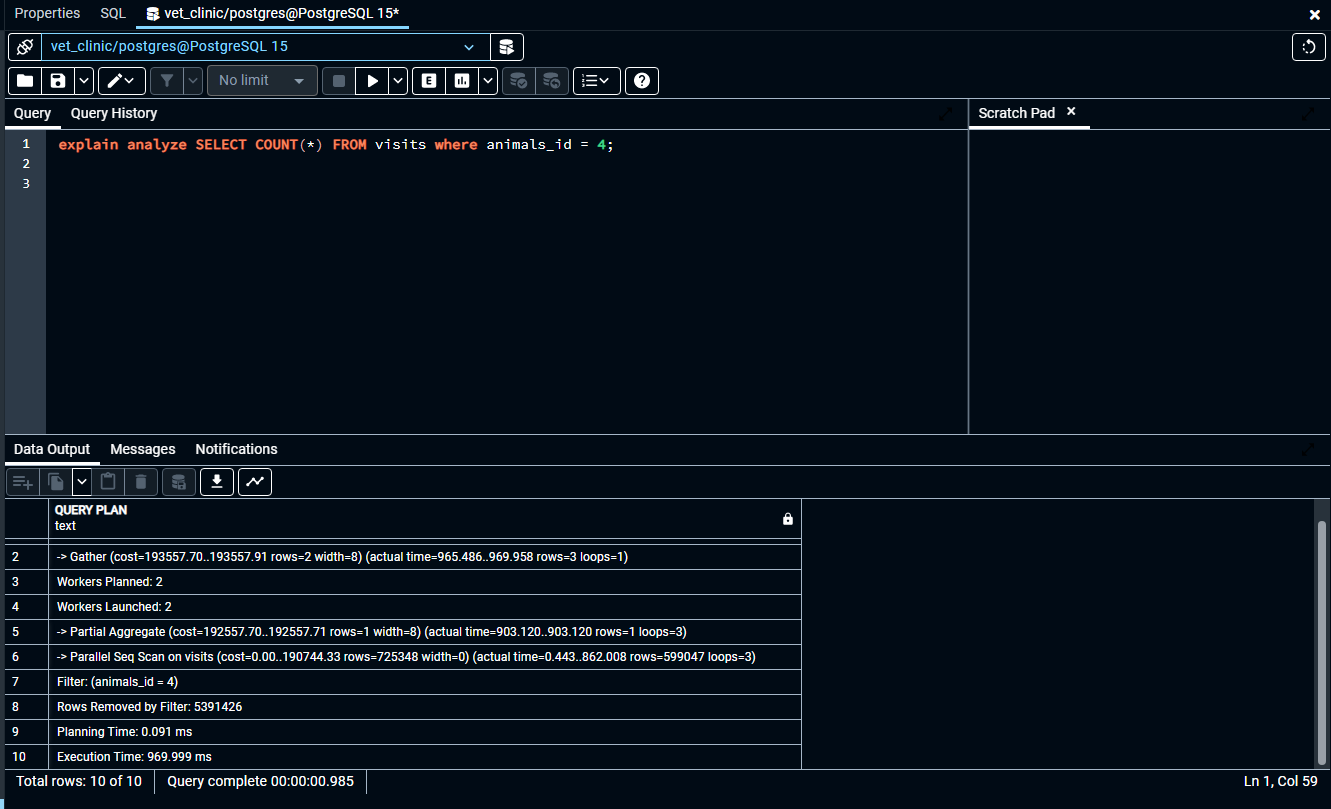 Properties SQL vet_clinic/postgres@PostgreSQL 15*
vet_clinic/postgres@PostgreSQL 15
No limit
E
Query Query History
Scratch Pad
1 explain analyze SELECT COUNT(*) FROM visits where animals_id = 4;
2
3
Data Output Messages Notifications
QUERY PLAN
text
2 -> Gather (cost=193557.70..193557.91 rows=2 width=8) (actual time=965.486..969.958 rows=3 loops=1)
3 Workers Planned: 2
4 Workers Launched: 2
5 -> Partial Aggregate (cost=192557.70..192557.71 rows=1 width=8) (actual time=903.120..903.120 rows=1 loops=3)
6 -> Parallel Seq Scan on visits (cost=0.00..190744.33 rows=725348 width=0) (actual time=0.443..862.008 rows=599047 loops=3)
7 Filter: (animals_id = 4)
8 Rows Removed by Filter: 5391426
9 Planning Time: 0.091 ms
10 Execution Time: 969.999 ms
Total rows: 10 of 10 Query complete 00:00:00.985 Ln 1, Col 59